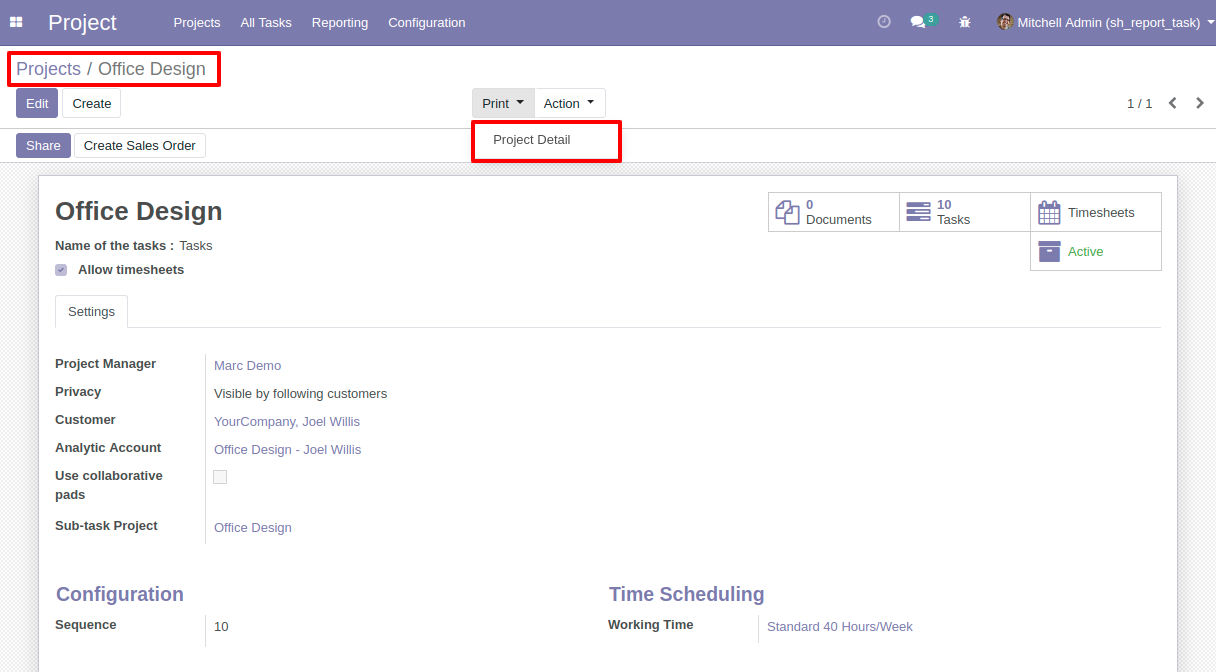 Project Projects All Tasks Reporting Configuration 3 Mitchell Admin (sh_report_task)
Projects / Office Design
Edit Create Print Action 1 / 1
Share Create Sales Order Project Detail
Office Design
0 Documents 10 Tasks Timesheets
Active
Name of the tasks : Tasks
Allow timesheets
Settings
Project Manager Marc Demo
Privacy Visible by following customers
Customer YourCompany, Joel Willis
Analytic Account Office Design - Joel Willis
Use collaborative
pads
Sub-task Project Office Design
Configuration Time Scheduling
Sequence 10 Working Time Standard 40 Hours/Week